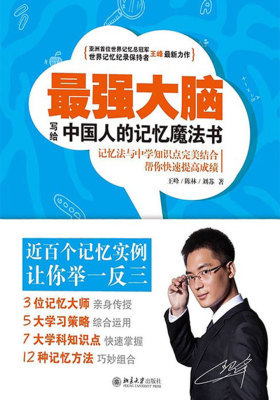 亚洲首位世界记忆总冠军
世界记忆纪录保持者王峰最新力作
最强大脑
写给中国人的记忆魔法书
记忆法与中学知识点完美结合
帮你快速提高成绩
王峰/陈林/刘苏 著
近百个记忆实例
让你举一反三
3位记忆大师 亲身传授
5大学习策略 综合运用
7大学科知识点 快速掌握
12种记忆方法 巧妙组合
王峰
北京大学出版社